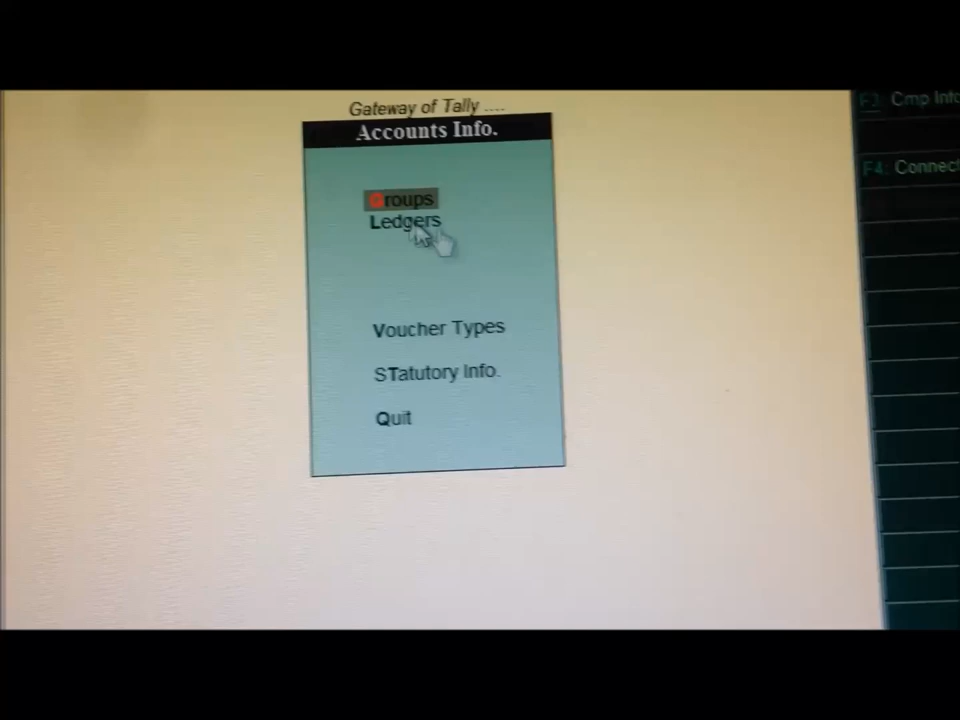 Gateway of Tally ....
Accounts Info.
Groups
Ledgers
Voucher Types
STatutory Info.
Quit
F3: Cmp Info
F4: Connect